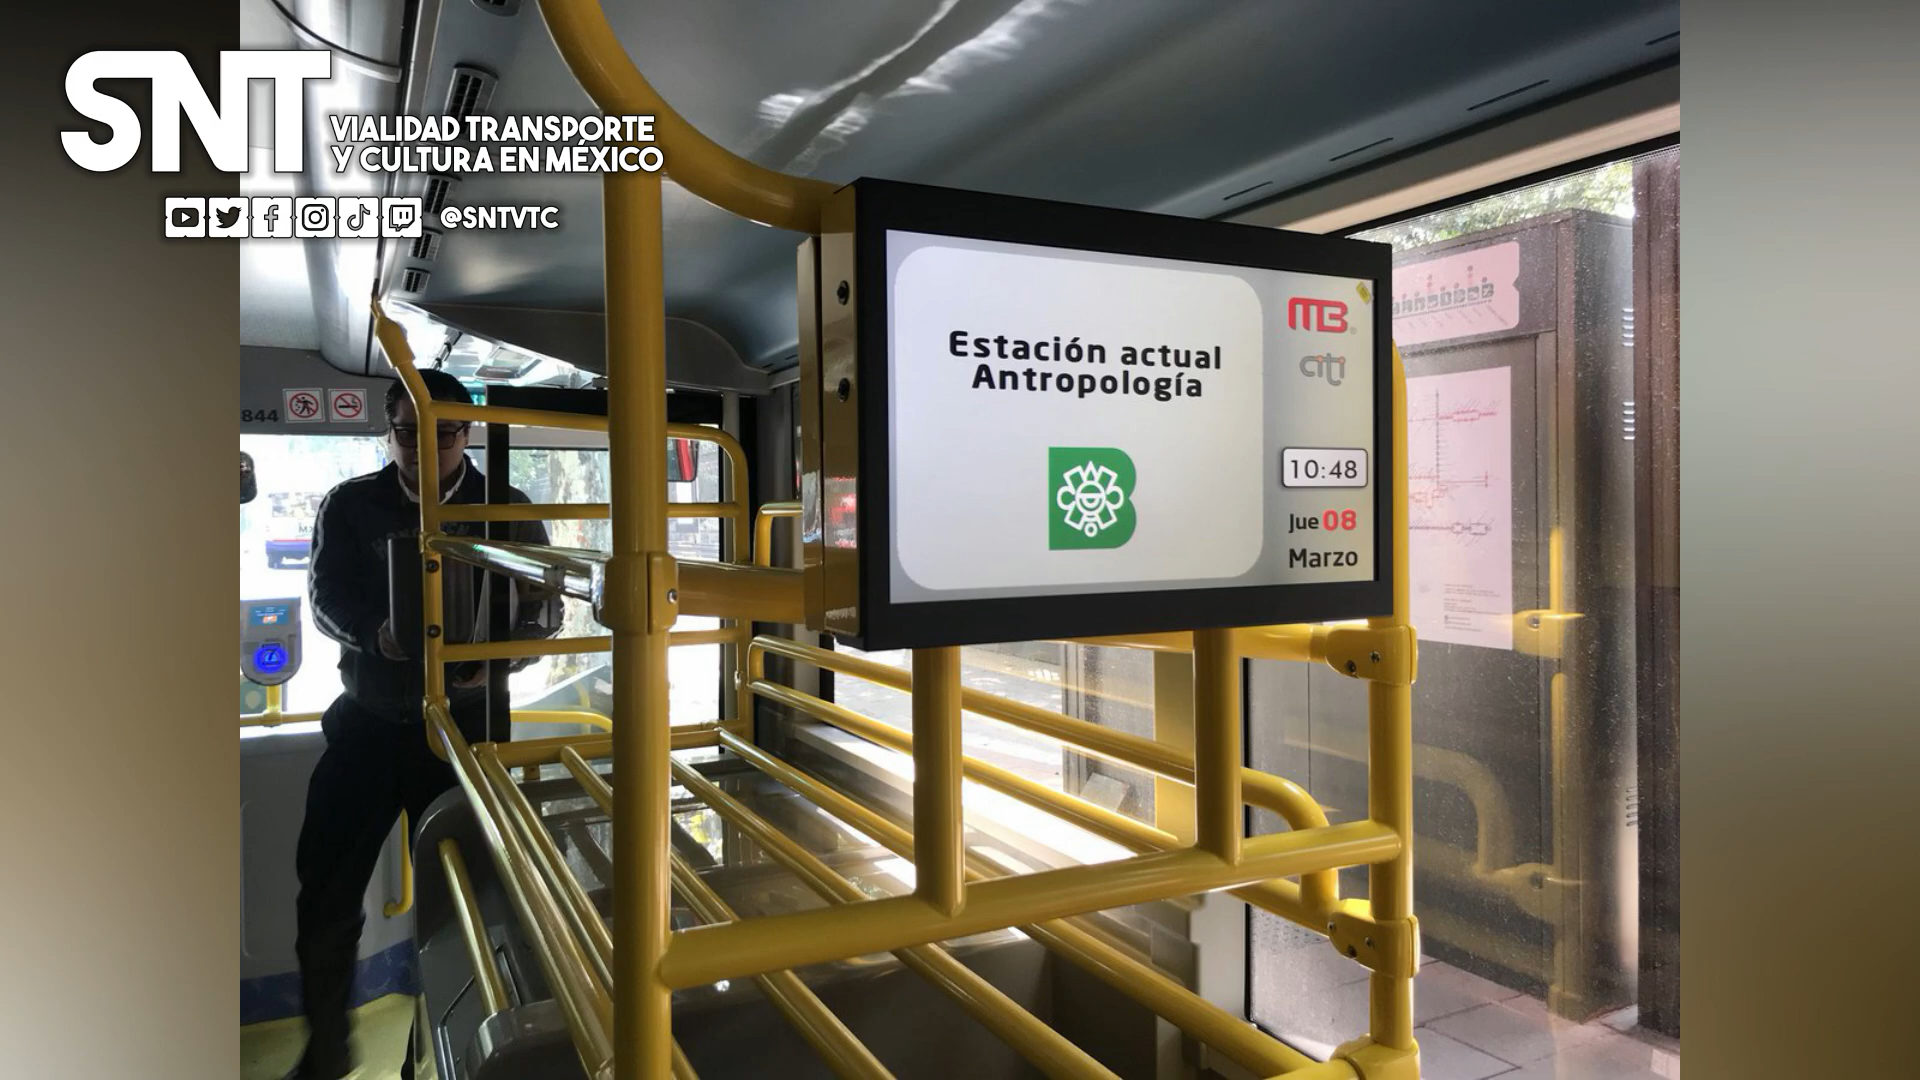 SNT
VIALIDAD TRANSPORTE
Y CULTURA EN MÉXICO
@SNTVTC
844
Estación actual
Antropología
MB
citi
10:48
Jue 08
Marzo